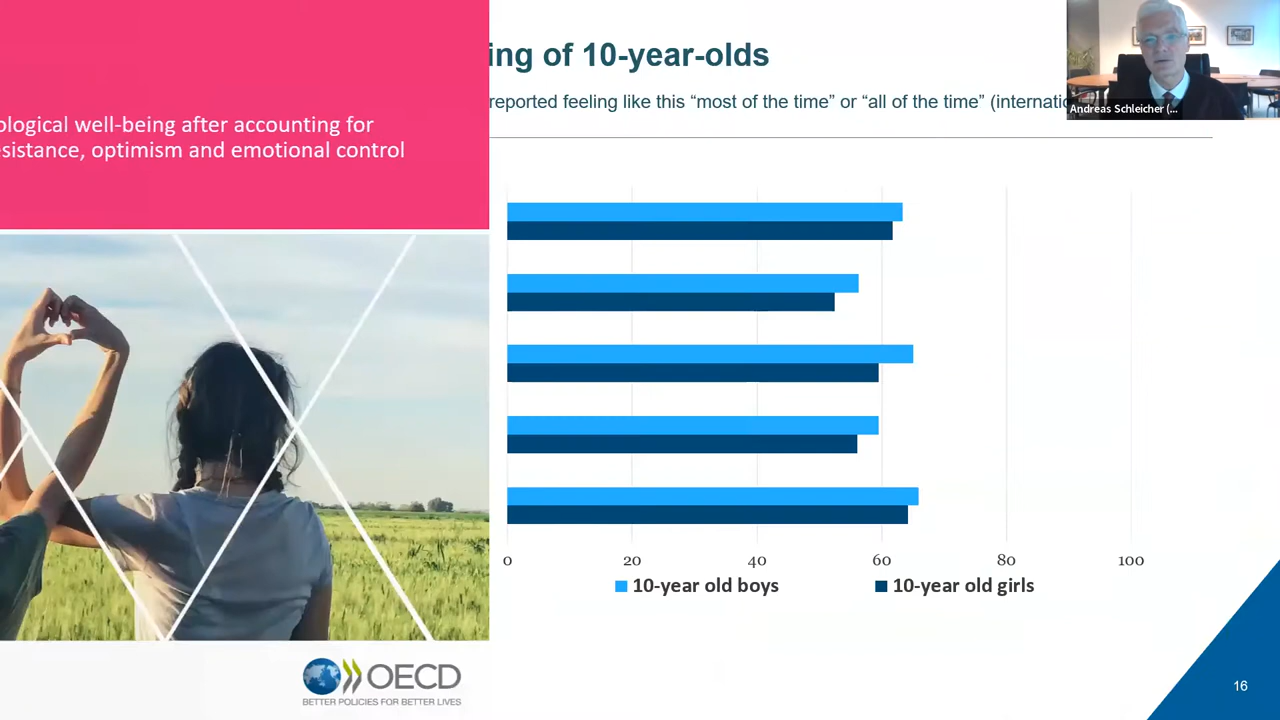 ing of 10-year-olds
reported feeling like this “most of the time” or “all of the time” (internatio
Andreas Schleicher (...
ological well-being after accounting for
esistance, optimism and emotional control
0 20 40 60 80 100
10-year old boys 10-year old girls
OECD
BETTER POLICIES FOR BETTER LIVES
16